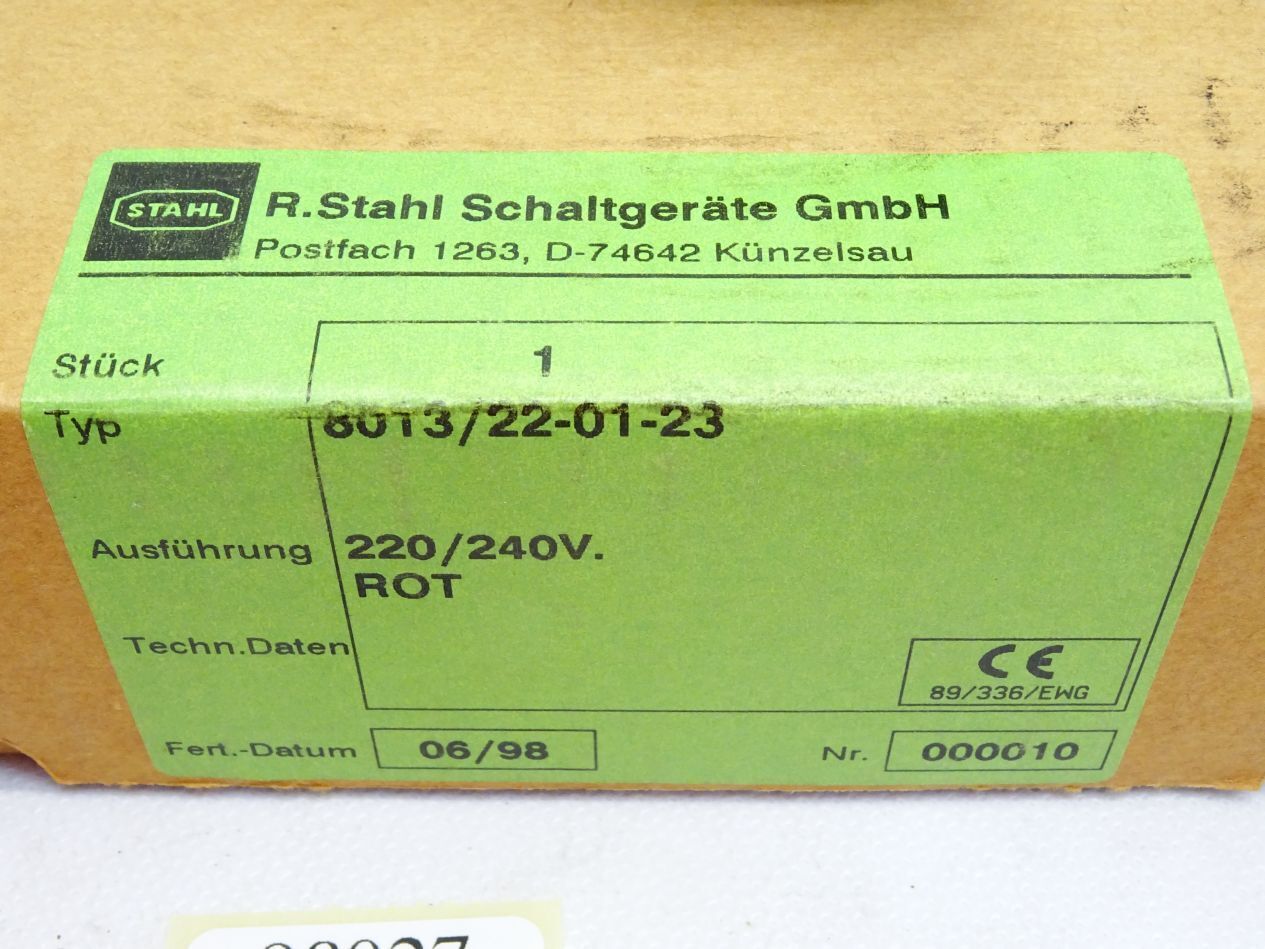 STAHL
R.Stahl Schaltgeräte GmbH
Postfach 1263, D-74642 Künzelsau
Stück 1
Typ 8013/22-01-23
Ausführung 220/240V.
ROT
Techn.Daten
CE
89/336/EWG
Fert.-Datum 06/98 Nr. 000010